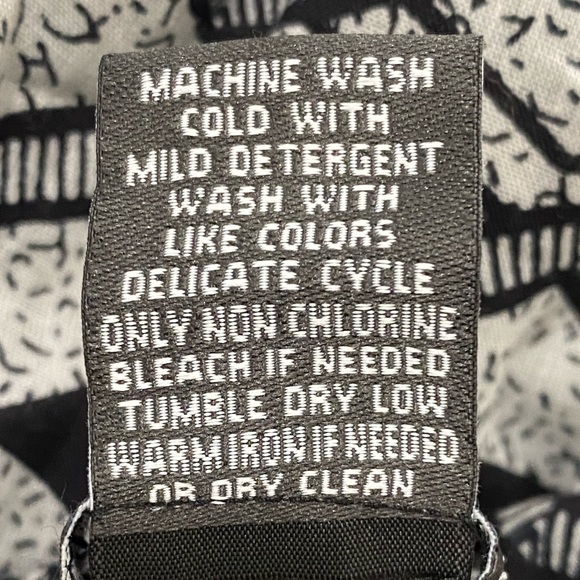 MACHINE WASH
COLD WITH
MILD DETERGENT
WASH WITH
LIKE COLORS
DELICATE CYCLE
ONLY NON CHLORINE
BLEACH IF NEEDED
TUMBLE DRY LOW
WARM IRON IF NEEDED
OR DRY CLEAN